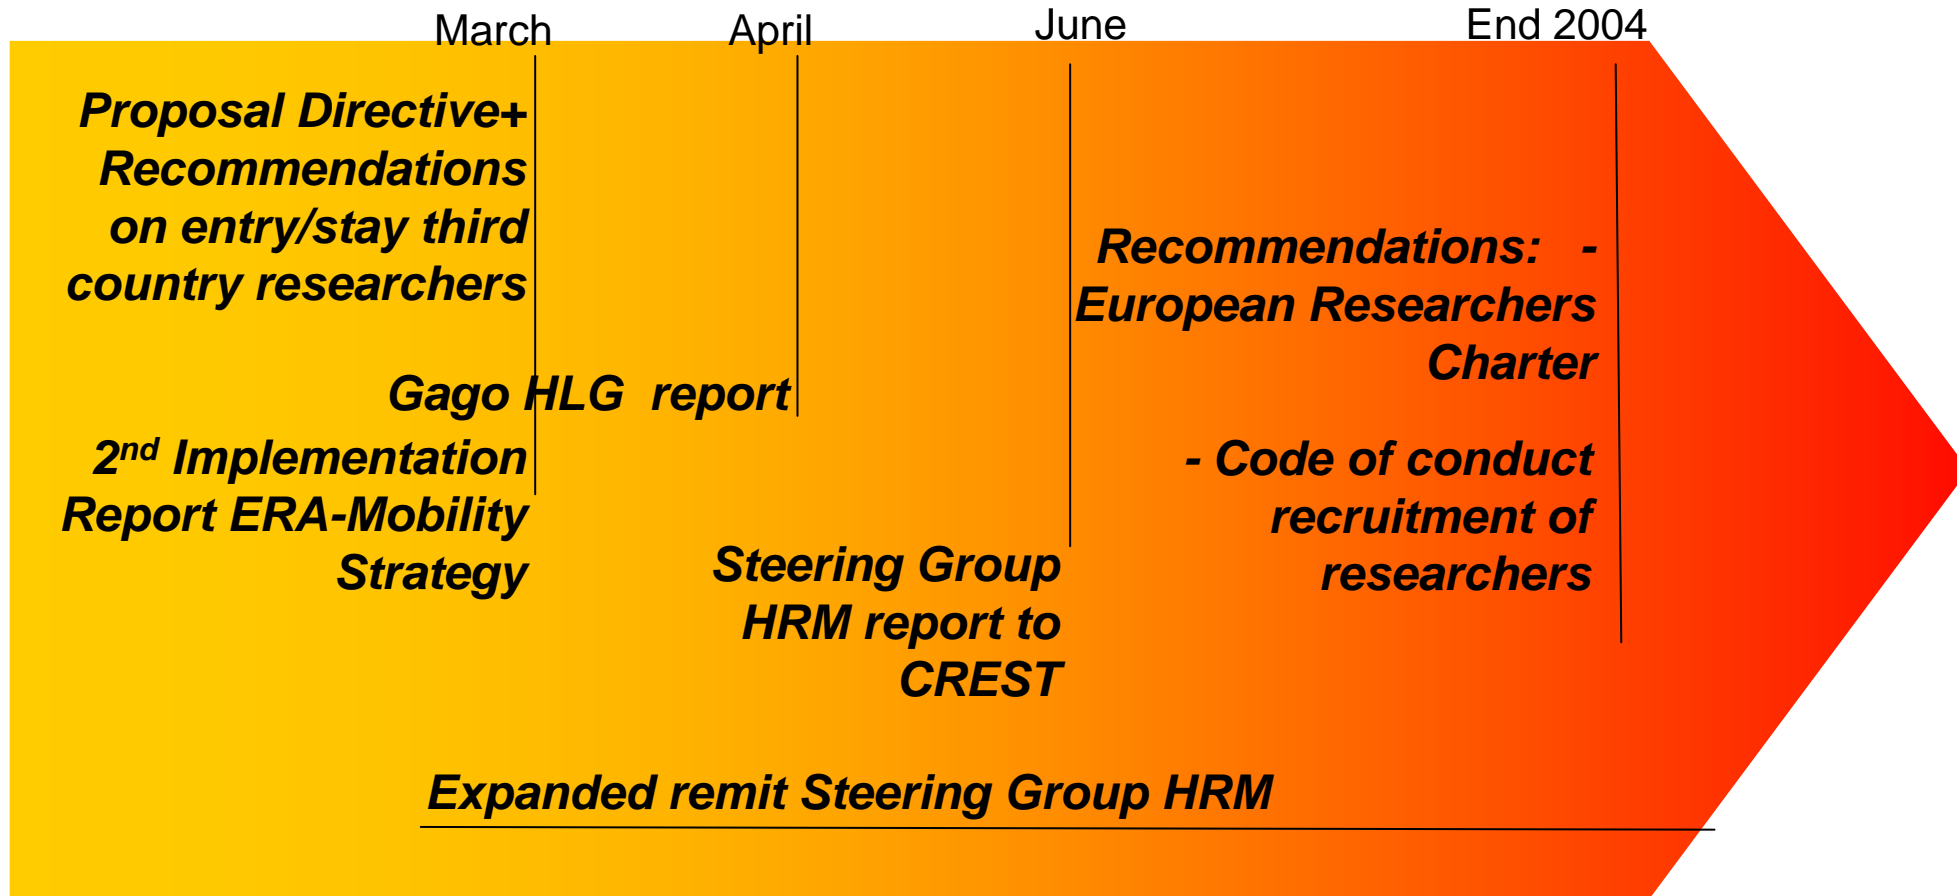 March
April
June
End 2004
Proposal Directive+
Recommendations
on entry/stay third
country researchers
Gago HLG report
2nd Implementation
Report ERA-Mobility
Strategy
Steering Group
HRM report to
CREST
Recommendations: -
European Researchers
Charter
- Code of conduct
recruitment of
researchers
Expanded remit Steering Group HRM